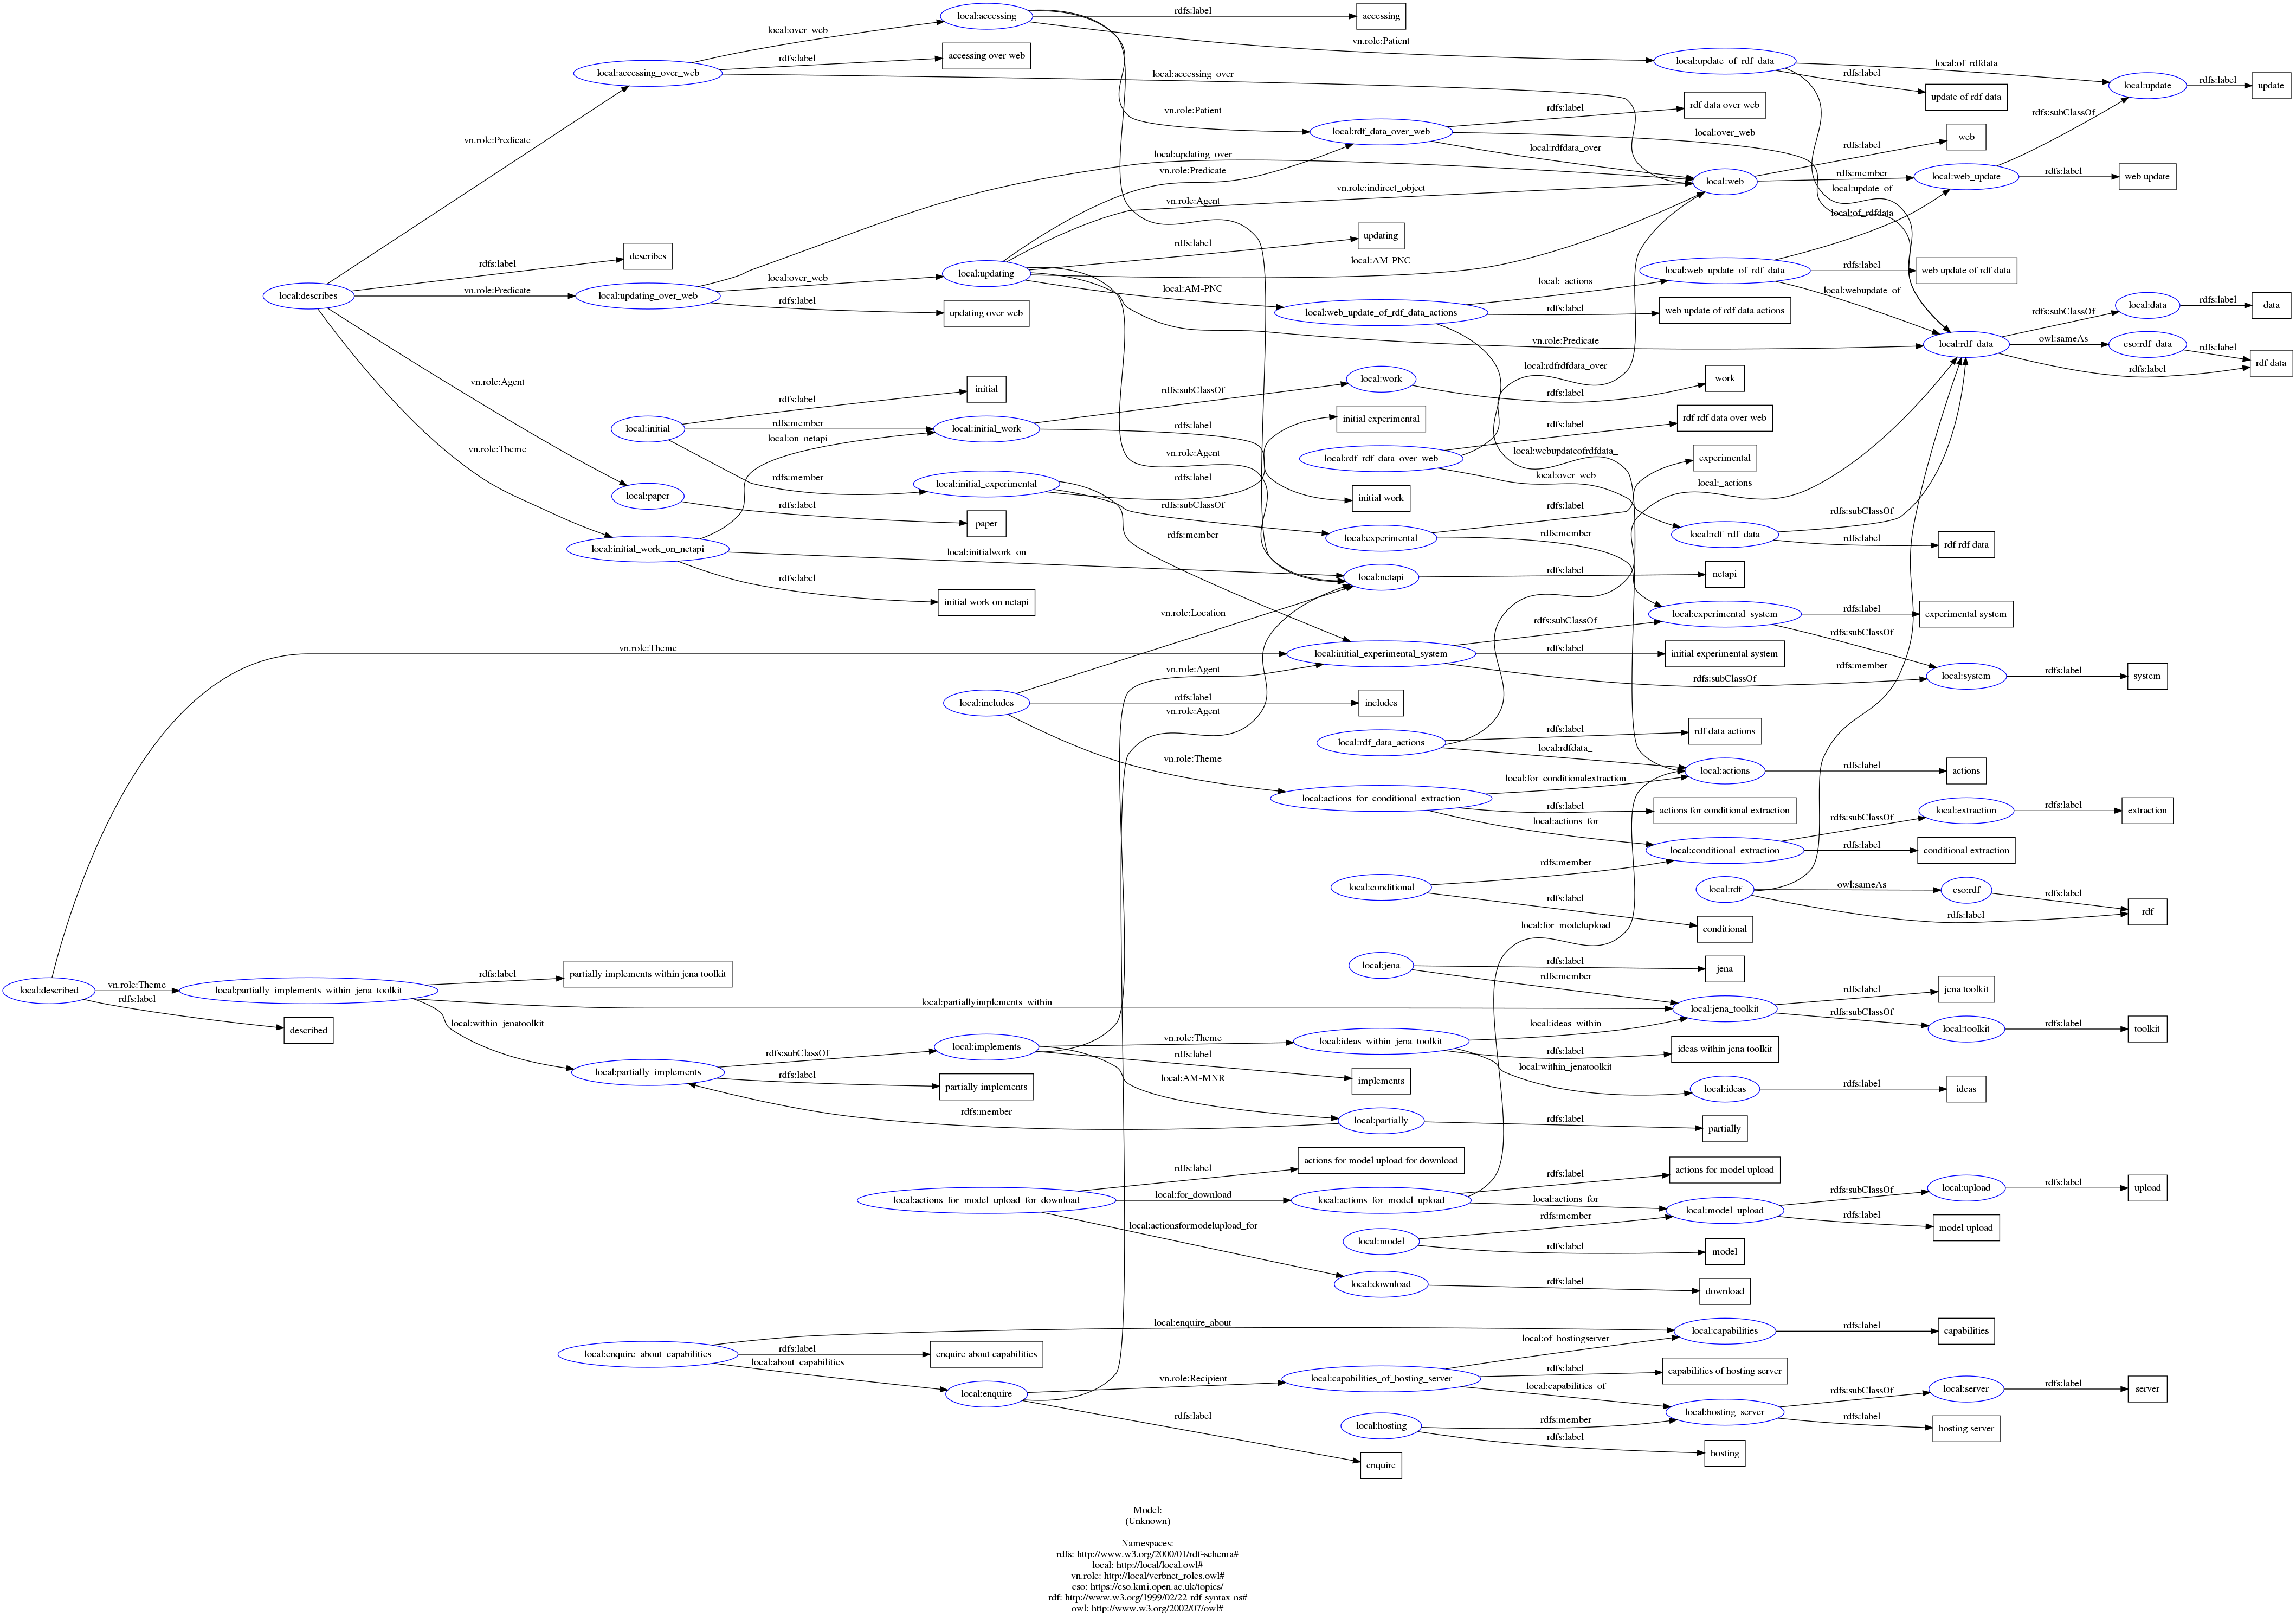 local:accessing
rdfs:label
accessing
local:over_web
vn.role:Patient
rdfs:label
accessing over web
local:accessing_over_web
local:accessing_over
local:update_of_rdf_data
local:of_rdfdata
rdfs:label
update of rdf data
local:update
rdfs:label
update
rdfs:subClassOf
vn.role:Patient
rdfs:label
rdf data over web
local:rdf_data_over_web
local:over_web
local:rdfdata_over
vn.role:Predicate
rdfs:label
web
local:updating_over
vn.role:Predicate
vn.role:indirect_object
local:web
rdfs:member
local:web_update
rdfs:label
web update
local:update_of
vn.role:Agent
local:of_rdfdata
rdfs:label
updating
rdfs:label
describes
local:AM-PNC
local:updating
local:over_web
local:web_update_of_rdf_data
rdfs:label
web update of rdf data
local:_actions
local:webupdate_of
local:describes
vn.role:Predicate
local:updating_over_web
rdfs:label
updating over web
local:AM-PNC
local:web_update_of_rdf_data_actions
rdfs:label
web update of rdf data actions
rdfs:subClassOf
local:data
rdfs:label
data
vn.role:Predicate
local:rdf_data
owl:sameAs
cso:rdf_data
rdfs:label
rdf data
rdfs:label
local:rdfrdfdata_over
vn.role:Agent
rdfs:label
initial
rdfs:subClassOf
local:work
rdfs:label
work
local:initial
rdfs:member
local:on_netapi
local:initial_work
rdfs:label
initial experimental
rdfs:label
rdf rdf data over web
vn.role:Theme
vn.role:Agent
local:rdf_rdf_data_over_web
local:webupdateofrdfdata_
experimental
rdfs:member
local:initial_experimental
rdfs:label
local:over_web
local:_actions
local:paper
rdfs:label
paper
rdfs:subClassOf
initial work
rdfs:label
rdfs:subClassOf
rdfs:member
local:experimental
rdfs:member
local:rdf_rdf_data
rdfs:label
rdf rdf data
local:initial_work_on_netapi
local:initialwork_on
local:netapi
rdfs:label
netapi
rdfs:label
initial work on netapi
vn.role:Location
local:experimental_system
rdfs:label
experimental system
rdfs:subClassOf
rdfs:subClassOf
vn.role:Theme
local:initial_experimental_system
rdfs:label
initial experimental system
rdfs:member
vn.role:Agent
rdfs:subClassOf
local:system
rdfs:label
system
local:includes
rdfs:label
includes
vn.role:Agent
rdfs:label
rdf data actions
local:rdf_data_actions
local:rdfdata_
vn.role:Theme
local:actions
rdfs:label
actions
local:for_conditionalextraction
local:actions_for_conditional_extraction
rdfs:label
actions for conditional extraction
local:extraction
rdfs:label
extraction
local:actions_for
rdfs:subClassOf
local:conditional_extraction
rdfs:label
conditional extraction
rdfs:member
local:conditional
rdfs:label
conditional
local:rdf
owl:sameAs
cso:rdf
rdfs:label
rdf
rdfs:label
local:for_modelupload
local:jena
rdfs:label
jena
rdfs:member
rdfs:label
partially implements within jena toolkit
local:described
vn.role:Theme
local:partially_implements_within_jena_toolkit
rdfs:label
described
local:partiallyimplements_within
local:jena_toolkit
rdfs:label
jena toolkit
rdfs:subClassOf
local:toolkit
rdfs:label
toolkit
local:within_jenatoolkit
local:ideas_within
local:implements
vn.role:Theme
local:ideas_within_jena_toolkit
rdfs:label
ideas within jena toolkit
rdfs:subClassOf
rdfs:label
implements
local:within_jenatoolkit
local:partially_implements
rdfs:label
partially implements
local:AM-MNR
local:ideas
rdfs:label
ideas
rdfs:member
local:partially
rdfs:label
partially
rdfs:label
actions for model upload for download
rdfs:label
actions for model upload
local:actions_for_model_upload_for_download
local:for_download
local:actions_for_model_upload
local:actions_for
rdfs:subClassOf
local:upload
rdfs:label
upload
local:actionsformodelupload_for
rdfs:member
local:model_upload
rdfs:label
model upload
local:model
rdfs:label
model
local:download
rdfs:label
download
local:enquire_about
local:capabilities
rdfs:label
capabilities
local:of_hostingserver
local:enquire_about_capabilities
rdfs:label
enquire about capabilities
local:about_capabilities
rdfs:label
capabilities of hosting server
local:enquire
vn.role:Recipient
local:capabilities_of_hosting_server
local:capabilities_of
rdfs:subClassOf
local:server
rdfs:label
server
rdfs:label
local:hosting
rdfs:member
local:hosting_server
rdfs:label
hosting server
rdfs:label
hosting
enquire
Model:
(Unknown)
Namespaces:
rdfs: http://www.w3.org/2000/01/rdf-schema#
local: http://local/local.owl#
vn.role: http://local/verbnet_roles.owl#
cso: https://cso.kmi.open.ac.uk/topics/
rdf: http://www.w3.org/1999/02/22-rdf-syntax-ns#
owl: http://www.w3.org/2002/07/owl#